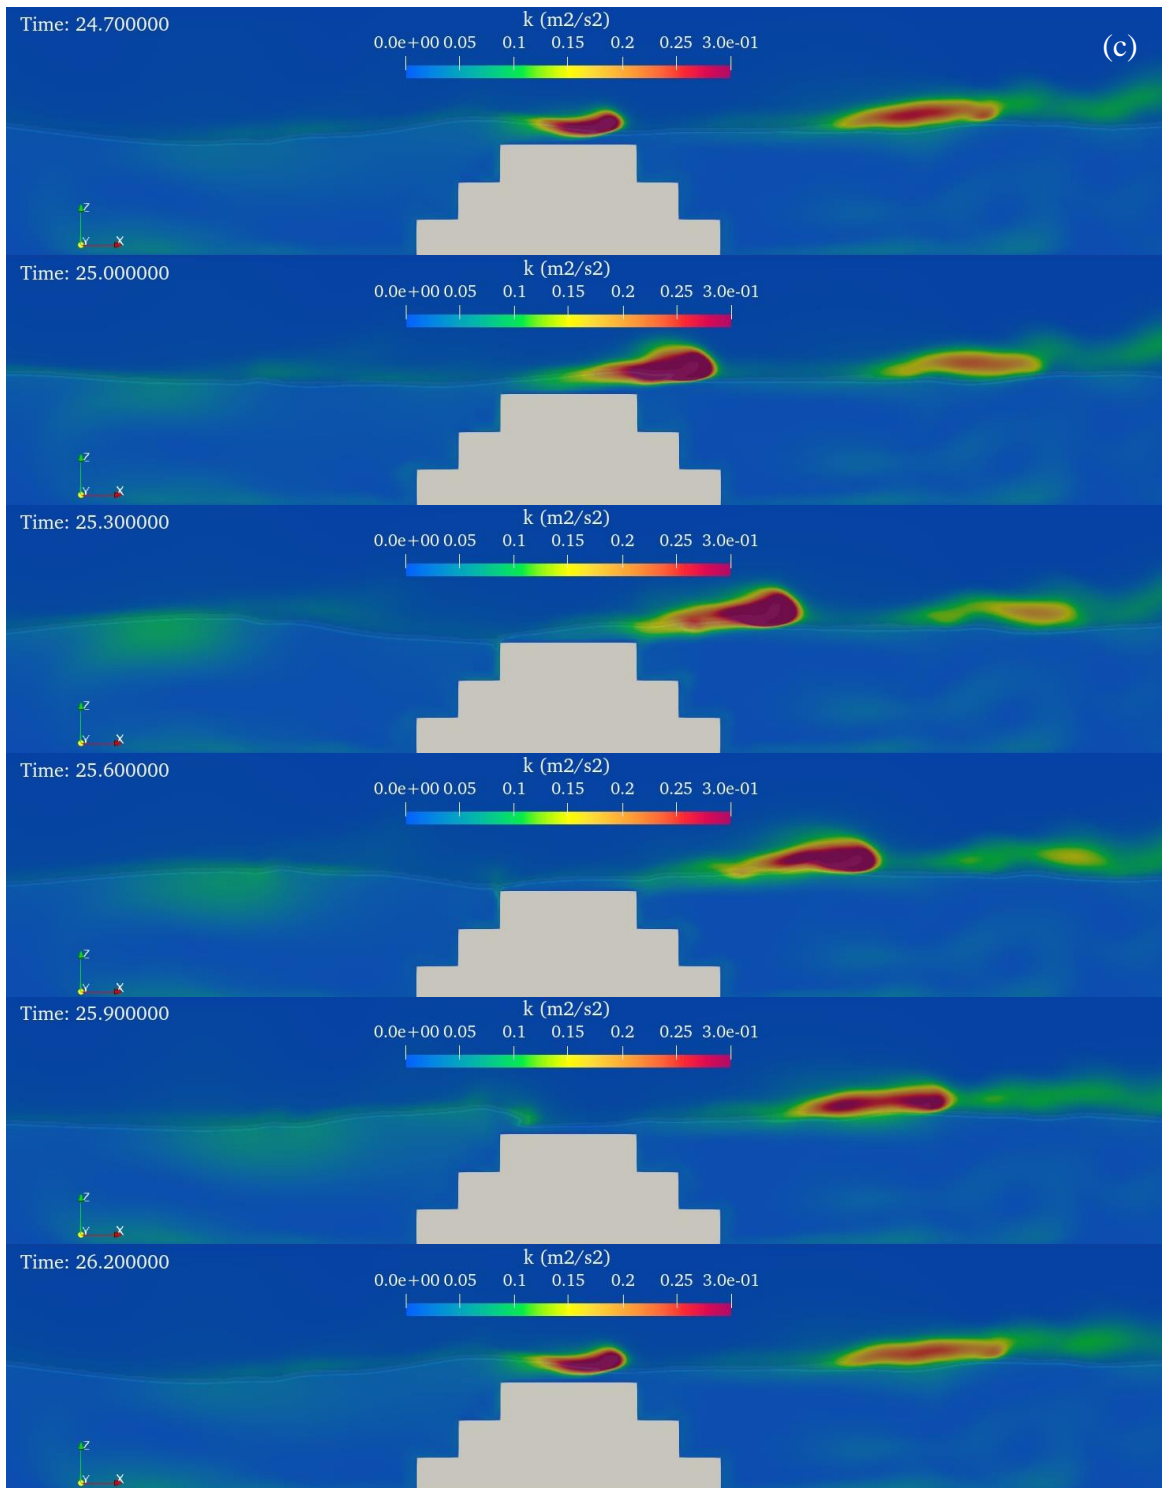 Time: 24.700000
k (m2/s2)
0.0e+00 0.05 0.1 0.15 0.2 0.25 3.0e-01
(c)
Z
Y X
Time: 25.000000
k (m2/s2)
0.0e+00 0.05 0.1 0.15 0.2 0.25 3.0e-01
Z
Y X
Time: 25.300000
k (m2/s2)
0.0e+00 0.05 0.1 0.15 0.2 0.25 3.0e-01
Z
Y X
Time: 25.600000
k (m2/s2)
0.0e+00 0.05 0.1 0.15 0.2 0.25 3.0e-01
Z
Y X
Time: 25.900000
k (m2/s2)
0.0e+00 0.05 0.1 0.15 0.2 0.25 3.0e-01
Z
Y X
Time: 26.200000
k (m2/s2)
0.0e+00 0.05 0.1 0.15 0.2 0.25 3.0e-01
Z
Y X